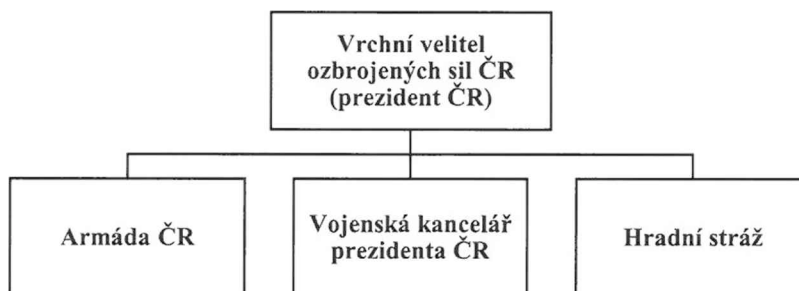 Vrchní velitel
ozbrojených sil ČR
(prezident ČR)
Armáda ČR
Vojenská kancelář
prezidenta ČR
Hradní stráž